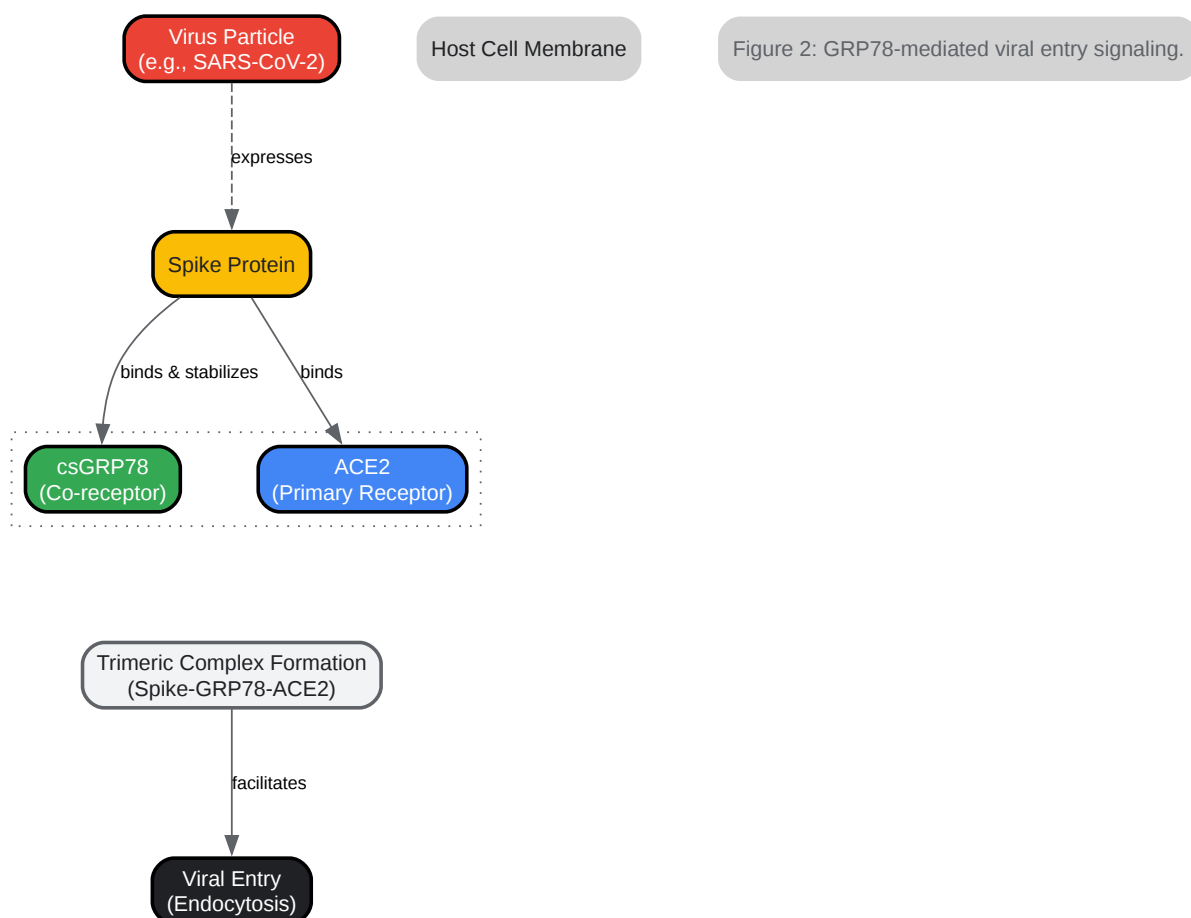 Virus Particle
(e.g., SARS-CoV-2)
Host Cell Membrane
Figure 2: GRP78-mediated viral entry signaling.
expresses
Spike Protein
binds & stabilizes
binds
csGRP78
(Co-receptor)
ACE2
(Primary Receptor)
Trimeric Complex Formation
(Spike-GRP78-ACE2)
facilitates
Viral Entry
(Endocytosis)